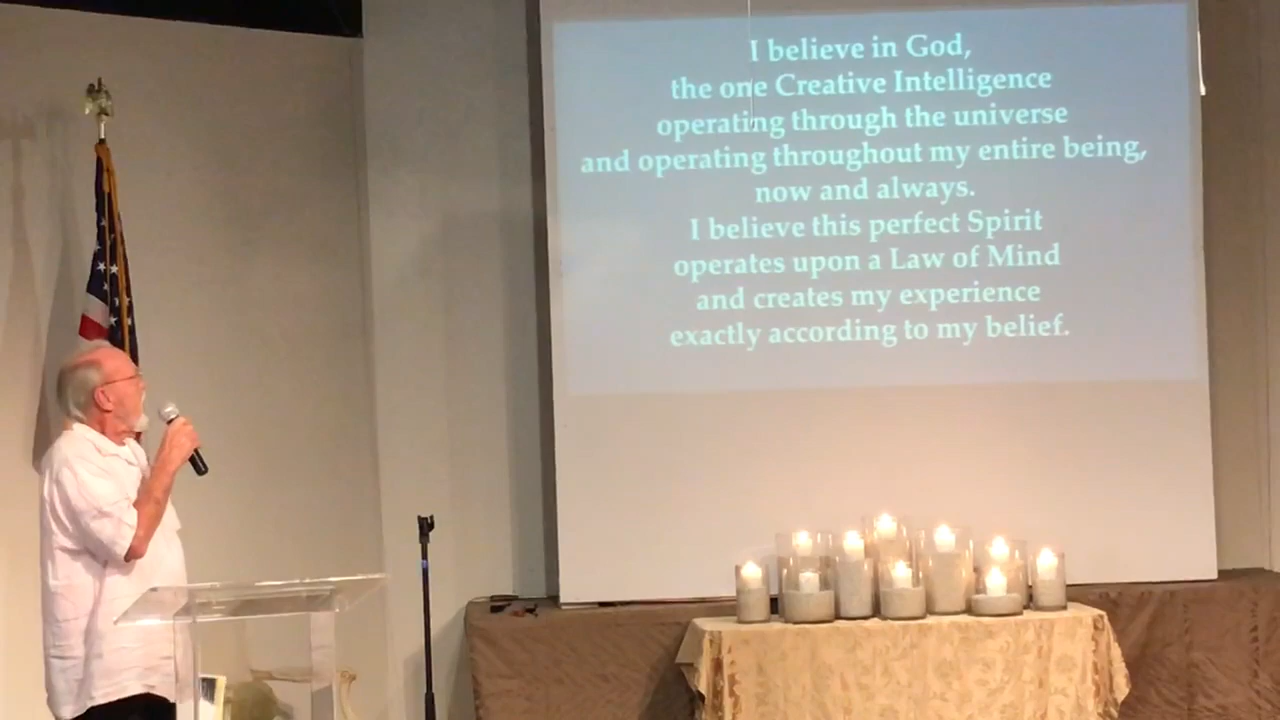 I believe in God,
the one Creative Intelligence
operating through the universe
and operating throughout my entire being,
now and always.
I believe this perfect Spirit
operates upon a Law of Mind
and creates my experience
exactly according to my belief.